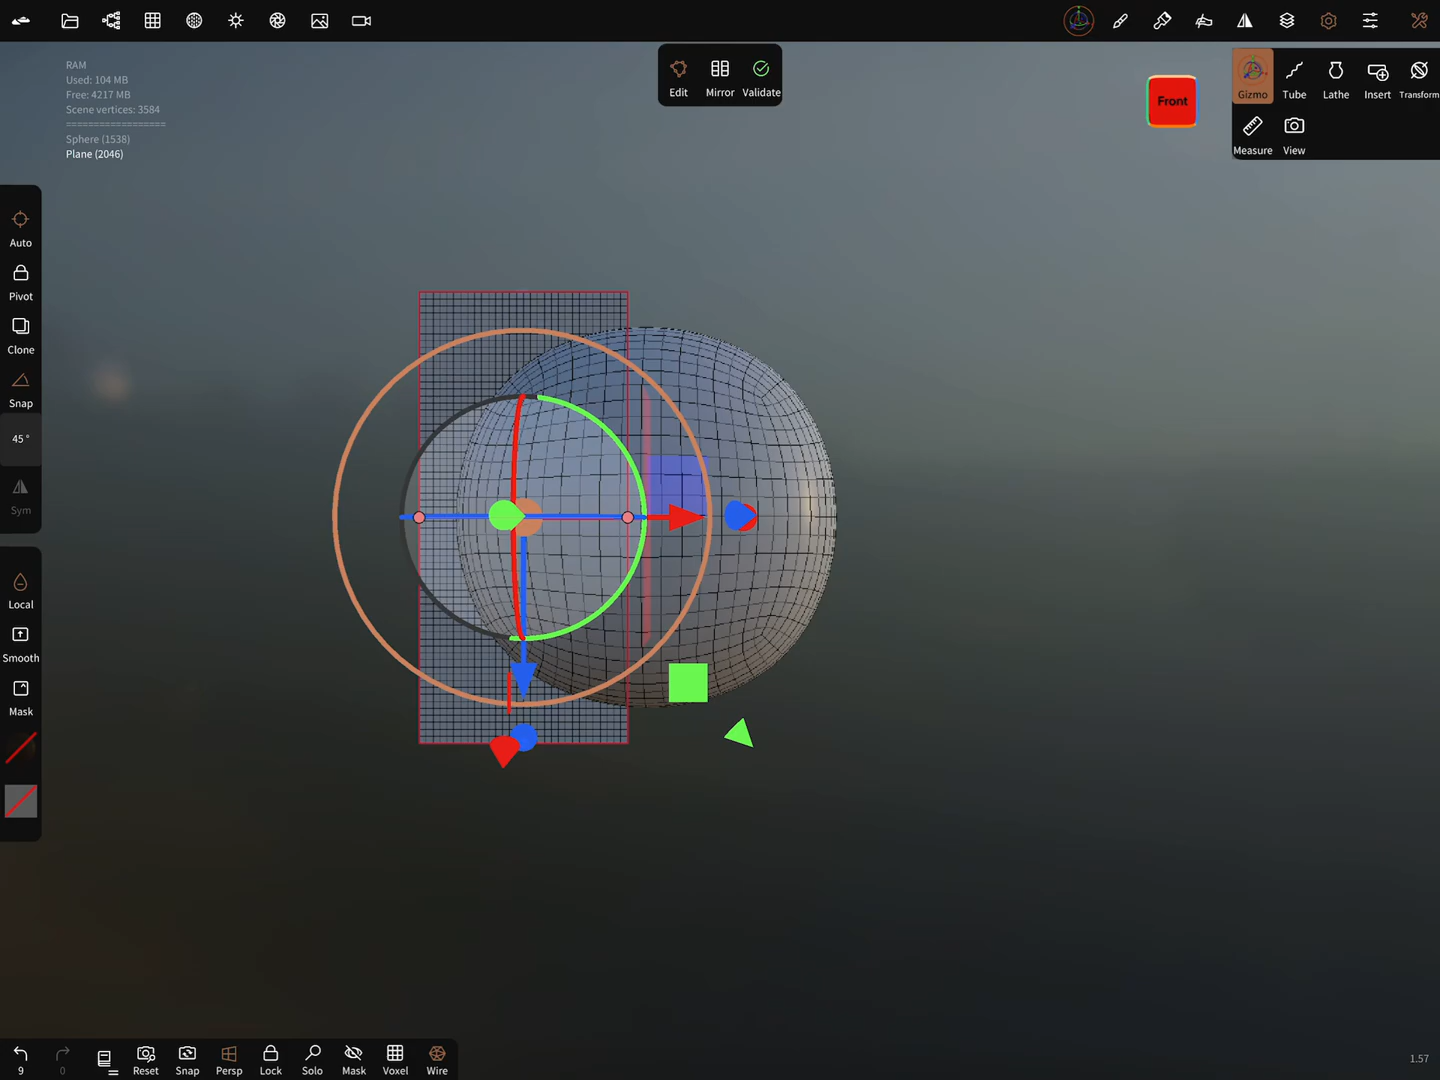 RAM
Used: 104 MB
Free: 4217 MB
Scene vertices: 3584
==================
Sphere (1538)
Plane (2046)
Edit
Mirror
Validate
Front
Gizmo
Tube
Lathe
Insert
Transform
Measure
View
Auto
Pivot
Clone
Snap
45°
Sym
Local
Smooth
Mask
9
0
Reset
Snap
Persp
Lock
Solo
Mask
Voxel
Wire
1.57